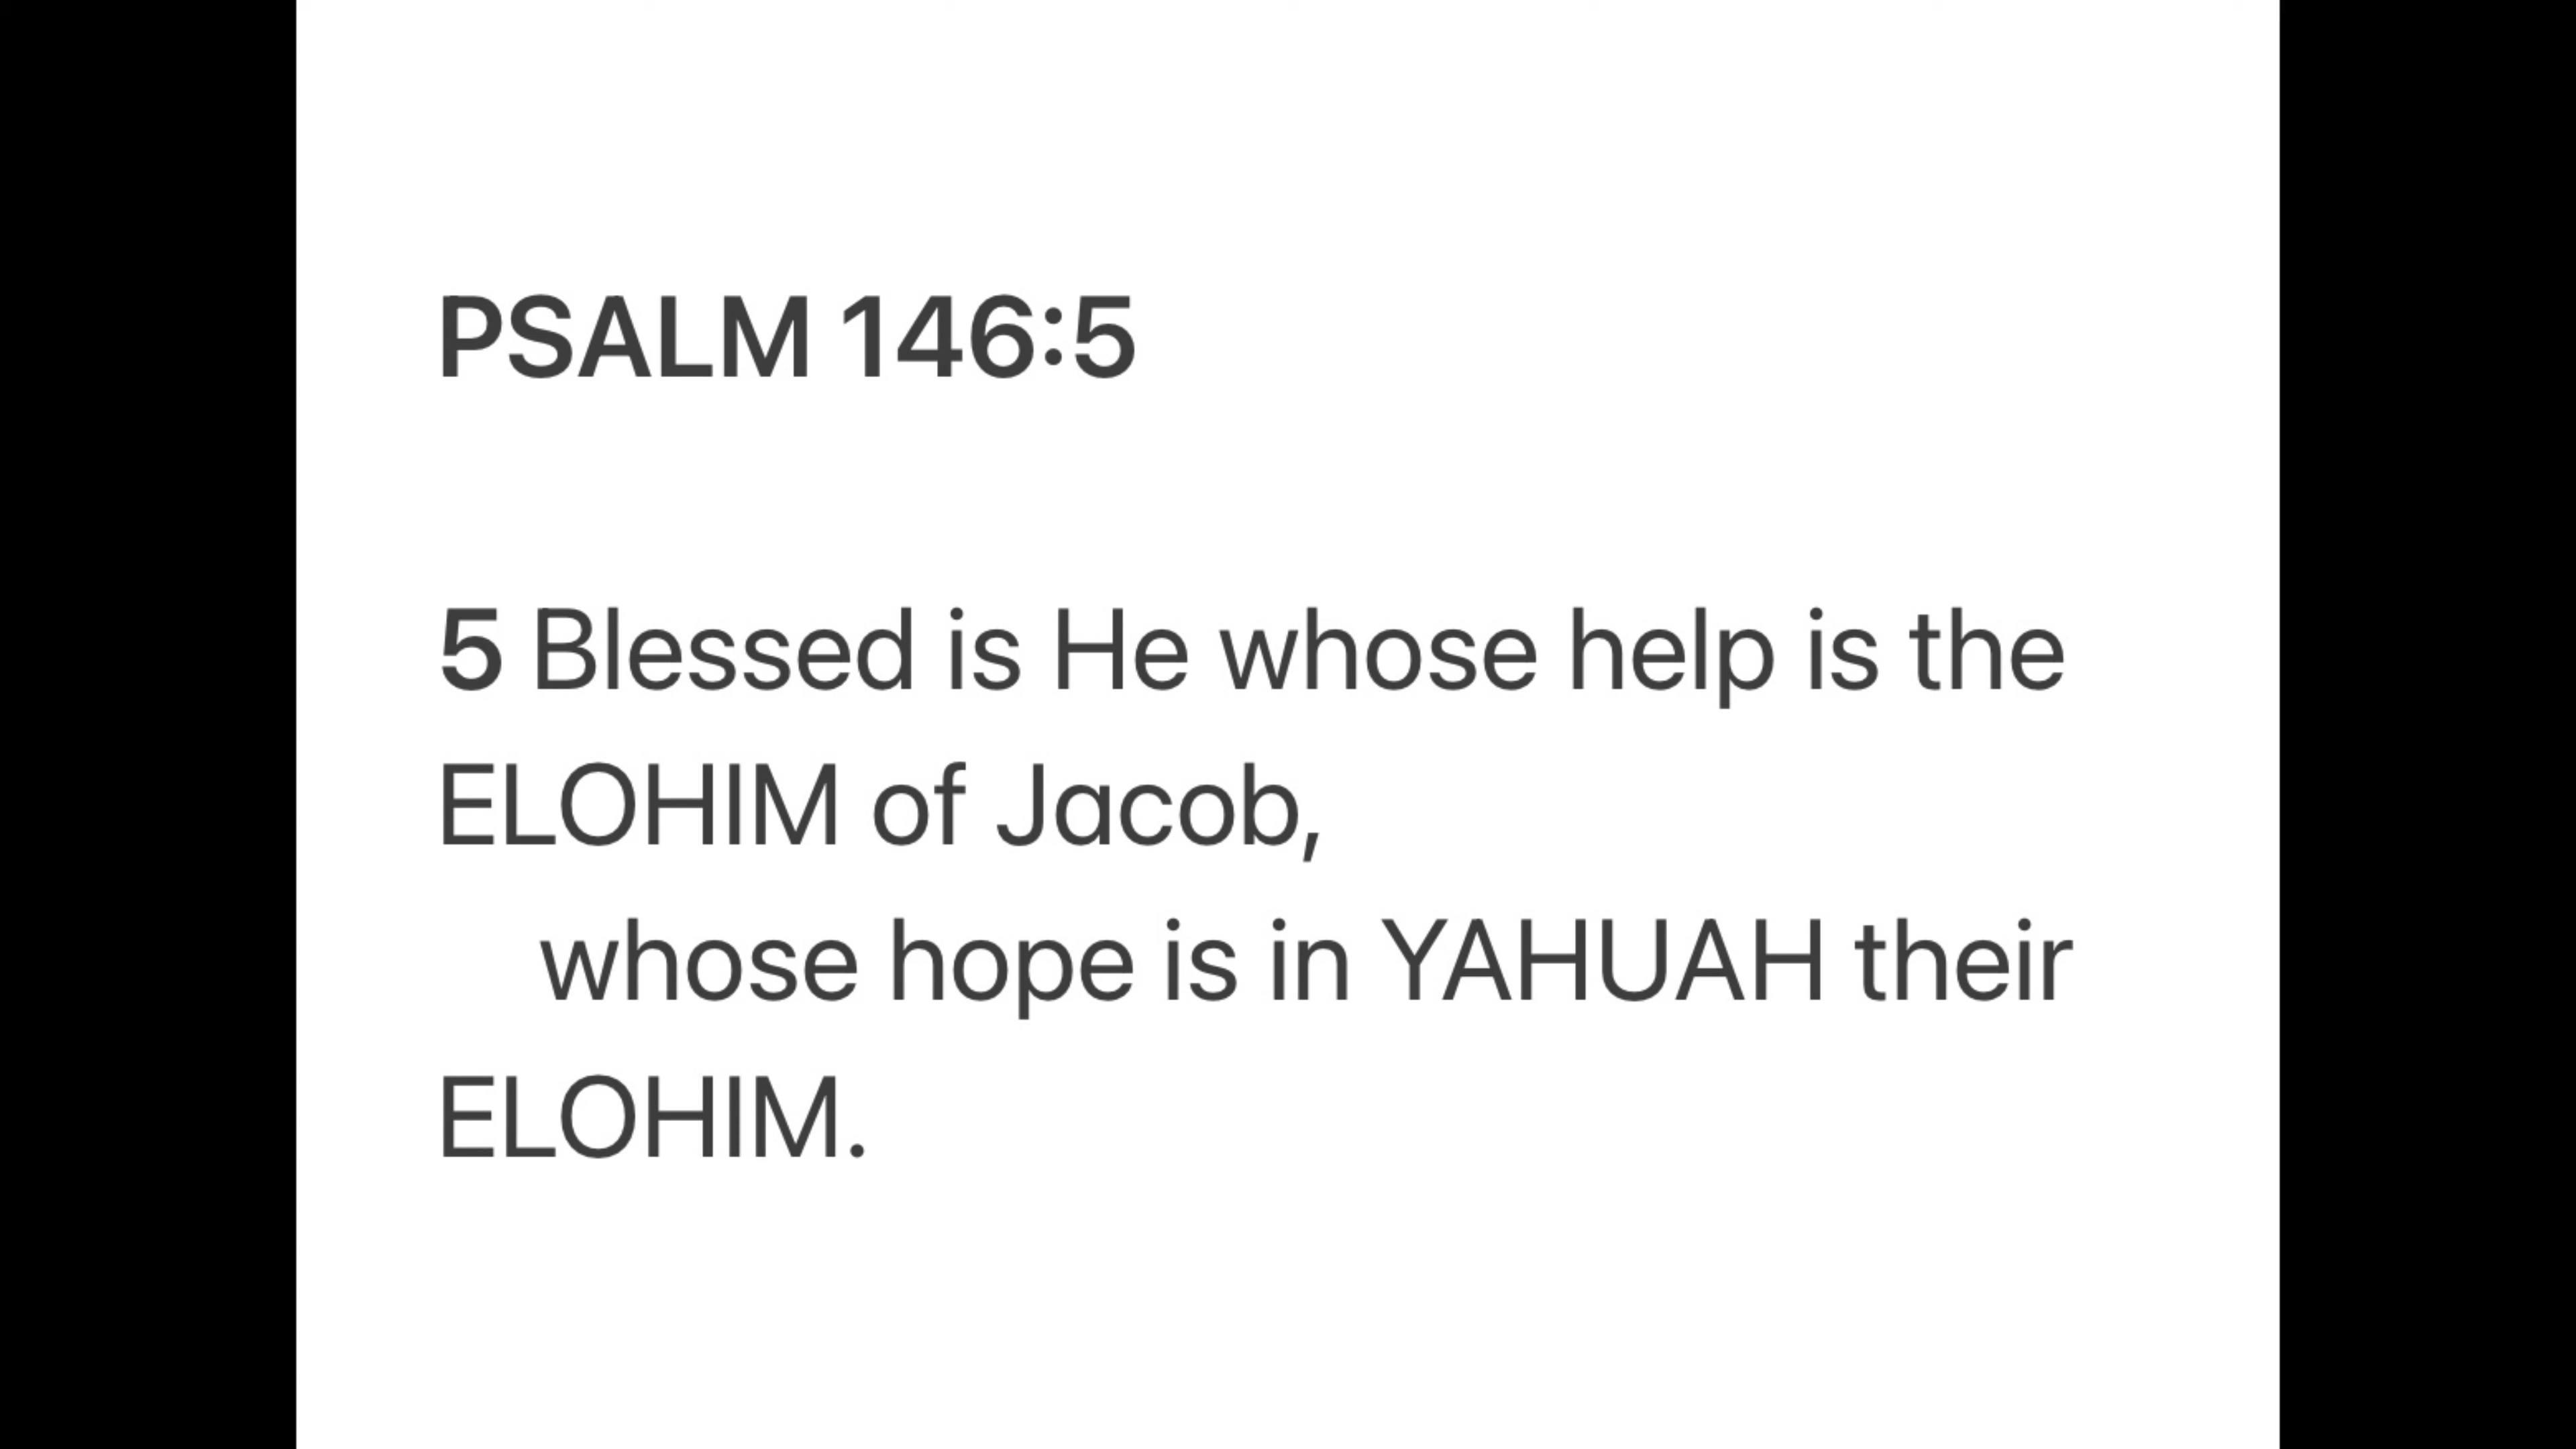 PSALM 146:5
5 Blessed is He whose help is the
ELOHIM of Jacob,
whose hope is in YAHUAH their
ELOHIM.